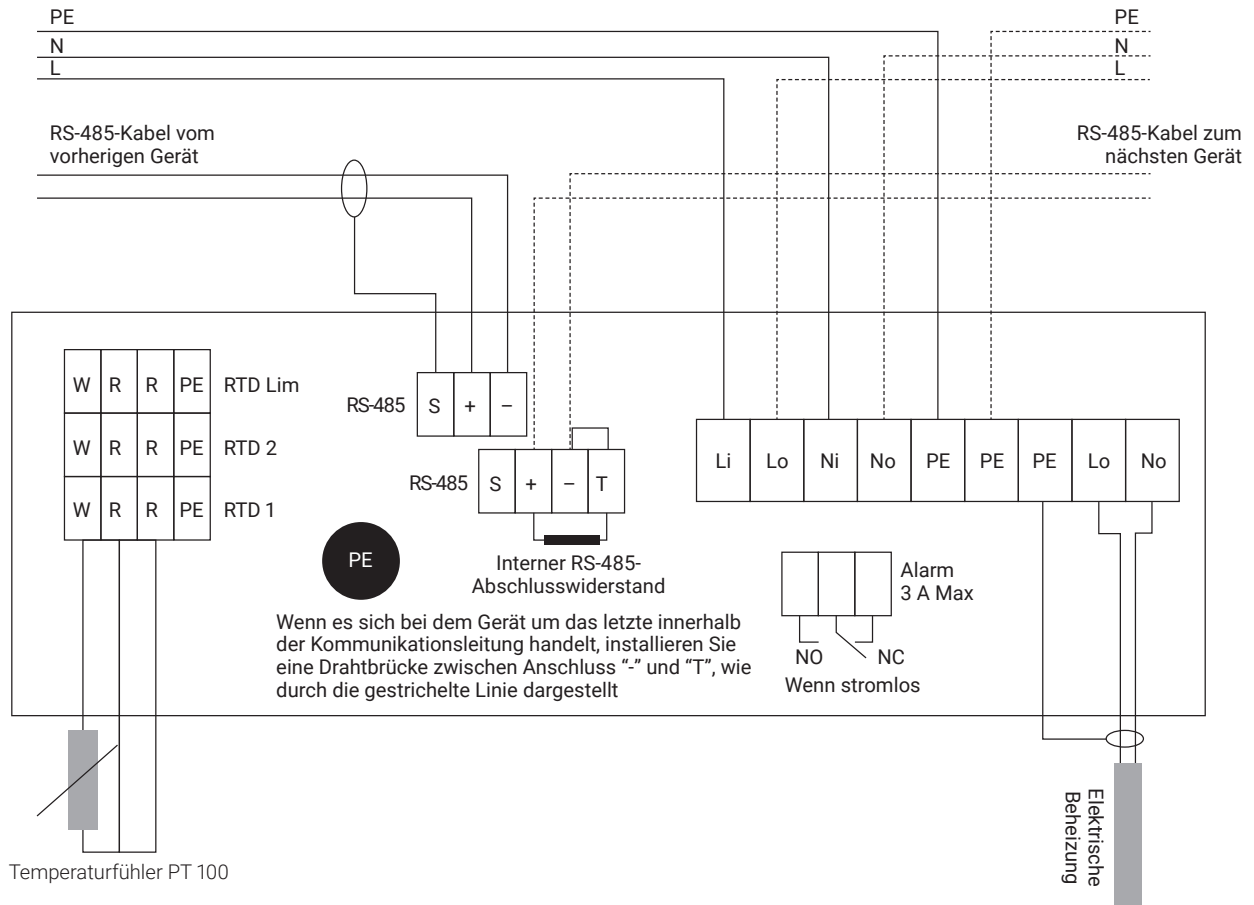 PE
N
L
PE
N
L
RS-485-Kabel vom
vorherigen Gerät
RS-485-Kabel zum
nächsten Gerät
W R R PE RTD Lim
W R R PE RTD 2
W R R PE RTD 1
RS-485 S + –
RS-485 S + – T
Li Lo Ni No PE PE PE Lo No
PE
Interner RS-485-
Abschlusswiderstand
Alarm
3 A Max
NO NC
Wenn stromlos
Wenn es sich bei dem Gerät um das letzte innerhalb
der Kommunikationsleitung handelt, installieren Sie
eine Drahtbrücke zwischen Anschluss “-” und “T”, wie
durch die gestrichelte Linie dargestellt
Elektrische
Beheizung
Temperaturfühler PT 100